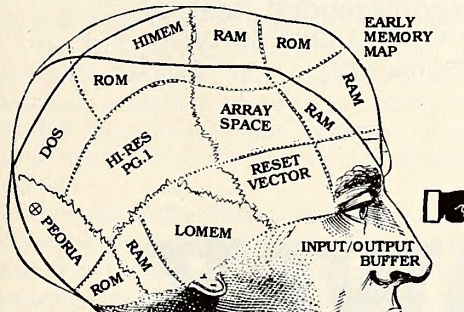 EARLY
MEMORY
MAP
HIMEM
RAM
ROM
ROM
RAM
RAM
ARRAY
SPACE
DOS
HI-RES
PG.1
RESET
VECTOR
PEORIA
LOMEM
RAM
ROM
INPUT/OUTPUT
BUFFER